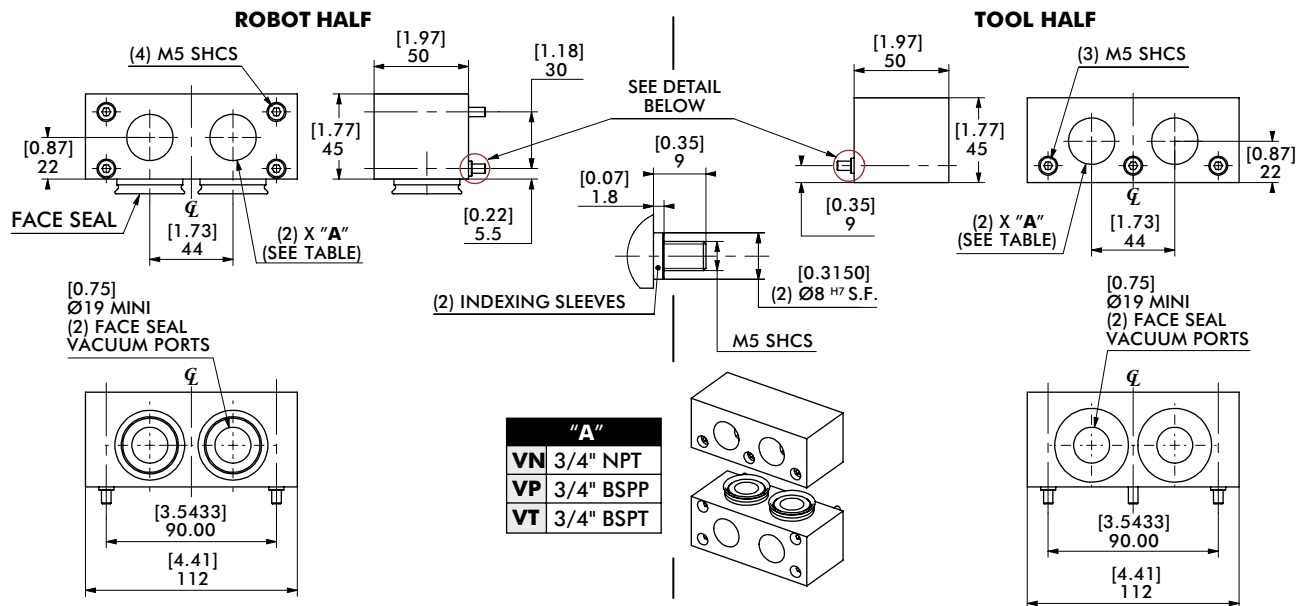 ROBOT HALF
TOOL HALF
(4) M5 SHCS
[1.97]
50
[1.18]
30
[1.77]
45
[0.87]
22
FACE SEAL
℄
[1.73]
44
(2) X "A"
(SEE TABLE)
[0.22]
5.5
SEE DETAIL
BELOW
[0.35]
9
[0.07]
1.8
[0.3150]
(2) Ø8 H7 S.F.
(2) INDEXING SLEEVES
M5 SHCS
[1.97]
50
[1.77]
45
[0.35]
9
(3) M5 SHCS
[0.87]
22
℄
(2) X "A"
(SEE TABLE)
[1.73]
44
[0.75]
Ø19 MINI
(2) FACE SEAL
VACUUM PORTS
℄
[3.5433]
90.00
[4.41]
112
"A"
VN 3/4" NPT
VP 3/4" BSPP
VT 3/4" BSPT
[0.75]
Ø19 MINI
(2) FACE SEAL
VACUUM PORTS
℄
[3.5433]
90.00
[4.41]
112